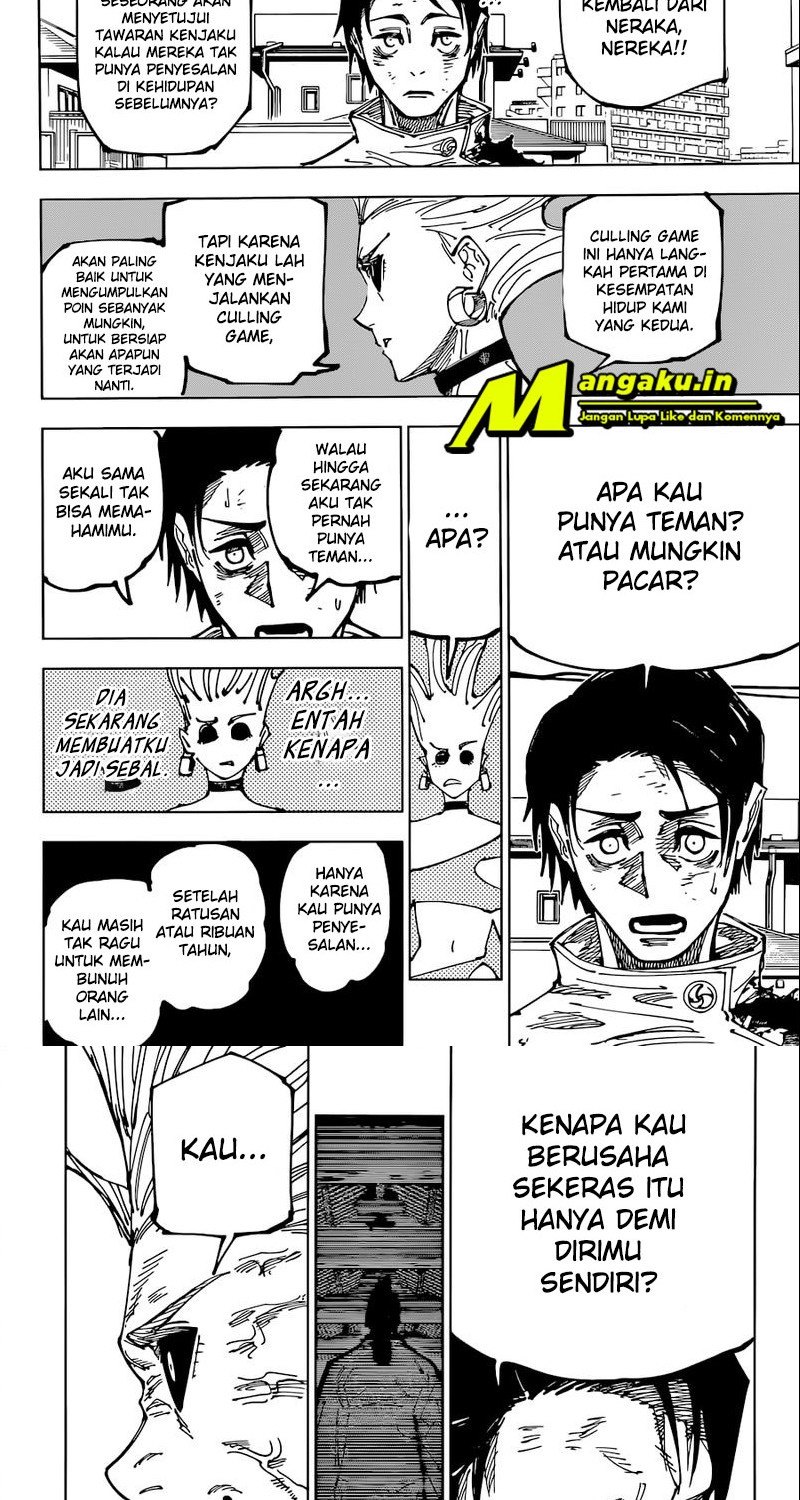 KEMBALI DARI
NERAKA,
NEREKA!!
SESEORANG AKAN
MENYETUJUI
TAWARAN KENJAKU
KALAU MEREKA TAK
PUNYA PENYESALAN
DI KEHIDUPAN
SEBELUMNYA?
CULLING GAME
INI HANYA LANG-
KAH PERTAMA DI
KESEMPATAN
HIDUP KAMI
YANG KEDUA.
TAPI KARENA
KENJAKU LAH
YANG MEN-
JALANKAN
CULLING
GAME,
AKAN PALING
BAIK UNTUK
MENGUMPULKAN
POIN SEBANYAK
MUNGKIN,
UNTUK BERSIAP
AKAN APAPUN
YANG TERJADI
NANTI.
Mangaku.in
Jangan Lupa Like dan Komennya
APA KAU
PUNYA TEMAN?
ATAU MUNGKIN
PACAR?
...
APA?
WALAU
HINGGA
SEKARANG
AKU TAK
PERNAH
PUNYA
TEMAN...
AKU SAMA
SEKALI TAK
BISA MEMA-
HAMIMU.
ARGH...
ENTAH
KENAPA
...
DIA
SEKARANG
MEMBUATKU
JADI SEBAL.
HANYA
KARENA
KAU PUNYA
PENYE-
SALAN...
SETELAH
RATUSAN
ATAU RIBUAN
TAHUN,
KAU MASIH
TAK RAGU
UNTUK MEM-
BUNUH
ORANG
LAIN...
KENAPA KAU
BERUSAHA
SEKERAS ITU
HANYA DEMI
DIRIMU
SENDIRI?
KAU...